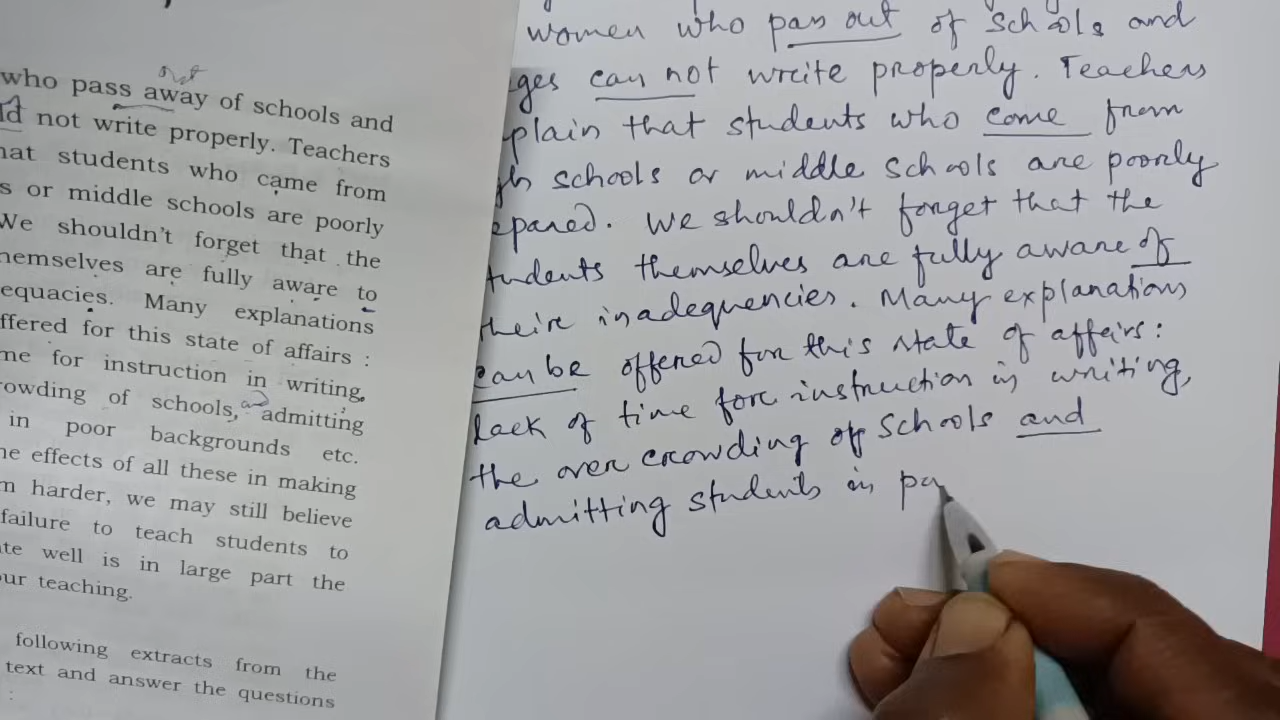 who pass away of schools and
out
not write properly. Teachers
hat students who came from
s or middle schools are poorly
We shouldn't forget that the
hemselves are fully aware to
equacies. Many explanations
ffered for this state of affairs :
me for instruction in writing,
rowding of schools, and admitting
in poor backgrounds etc.
he effects of all these in making
m harder, we may still believe
failure to teach students to
te well is in large part the
our teaching.
following extracts from the
text and answer the questions
:
women who pass out of schools and
ges can not write properly. Teachers
plain that students who come from
gh schools or middle schools are poorly
epared. We shouldn't forget that the
tudents themselves are fully aware of
their inadequencies. Many explanations
can be offered for this state of affairs:
lack of time for instruction in writing,
the over crowding of schools and
admitting students in po